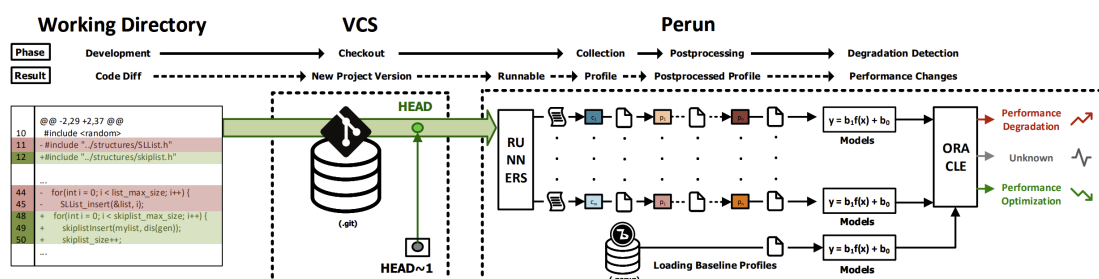 Working Directory
VCS
Perun
Phase Development Checkout Collection Postprocessing Degradation Detection
Result Code Diff New Project Version Runnable Profile Postprocessed Profile Performance Changes
@@ -2,29 +2,37 @@
10 #include <random>
11 - #include "../structures/SLList.h"
12 +#include "../structures/skiplist.h"
...
44 - for(int i = 0; i < list_max_size; i++) {
45 - SLList_insert(&list, i);
48 + for(int i = 0; i < skiplist_max_size; i++) {
49 + skiplistInsert(mylist, dis(gen));
50 + skiplist_size++;
...
HEAD
(.git)
HEAD~1
RUNNERS
y = b₁f(x) + b₀
Models
y = b₁f(x) + b₀
Models
Loading Baseline Profiles
y = b₁f(x) + b₀
Models
ORACLE
Performance
Degradation
Unknown
Performance
Optimization